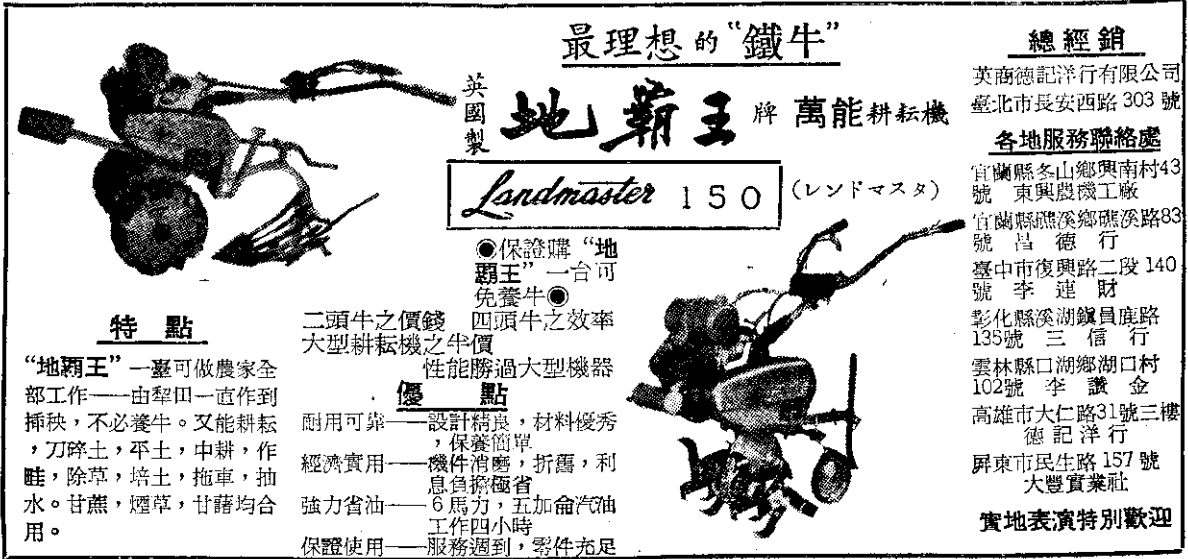 最理想的“鐵牛”
英國製 地霸王 牌 萬能耕耘機
Landmaster 150 (レンドマスタ)
◉保證購“地
霸王”一台可
免養牛◉
二頭牛之價錢 四頭牛之效率
大型耕耘機之半價
性能勝過大型機器
特點
“地霸王”一臺可做農家全
部工作——由犁田一直作到
插秧，不必養牛。又能耕耘
，刀碎土，平土，中耕，作
畦，除草，培土，拖車，抽
水。甘蔗，煙草，甘藷均合
用。
優點
耐用可靠——設計精良，材料優秀
，保養簡單
經濟實用——機件消磨，折舊，利
息負擔極省
強力省油——6馬力，五加侖汽油
工作四小時
保證使用——服務週到，零件充足
總經銷
英商德記洋行有限公司
臺北市長安西路303號
各地服務聯絡處
宜蘭縣冬山鄉興南村43
號 東興農機工廠
宜蘭縣礁溪鄉礁溪路83
號 昌德行
臺中市復興路二段140
號 李連財
彰化縣溪湖鎭員鹿路
135號 三信行
雲林縣口湖鄉湖口村
102號 李讚金
高雄市大仁路31號三樓
德記洋行
屏東市民生路157號
大豐實業社
實地表演特別歡迎